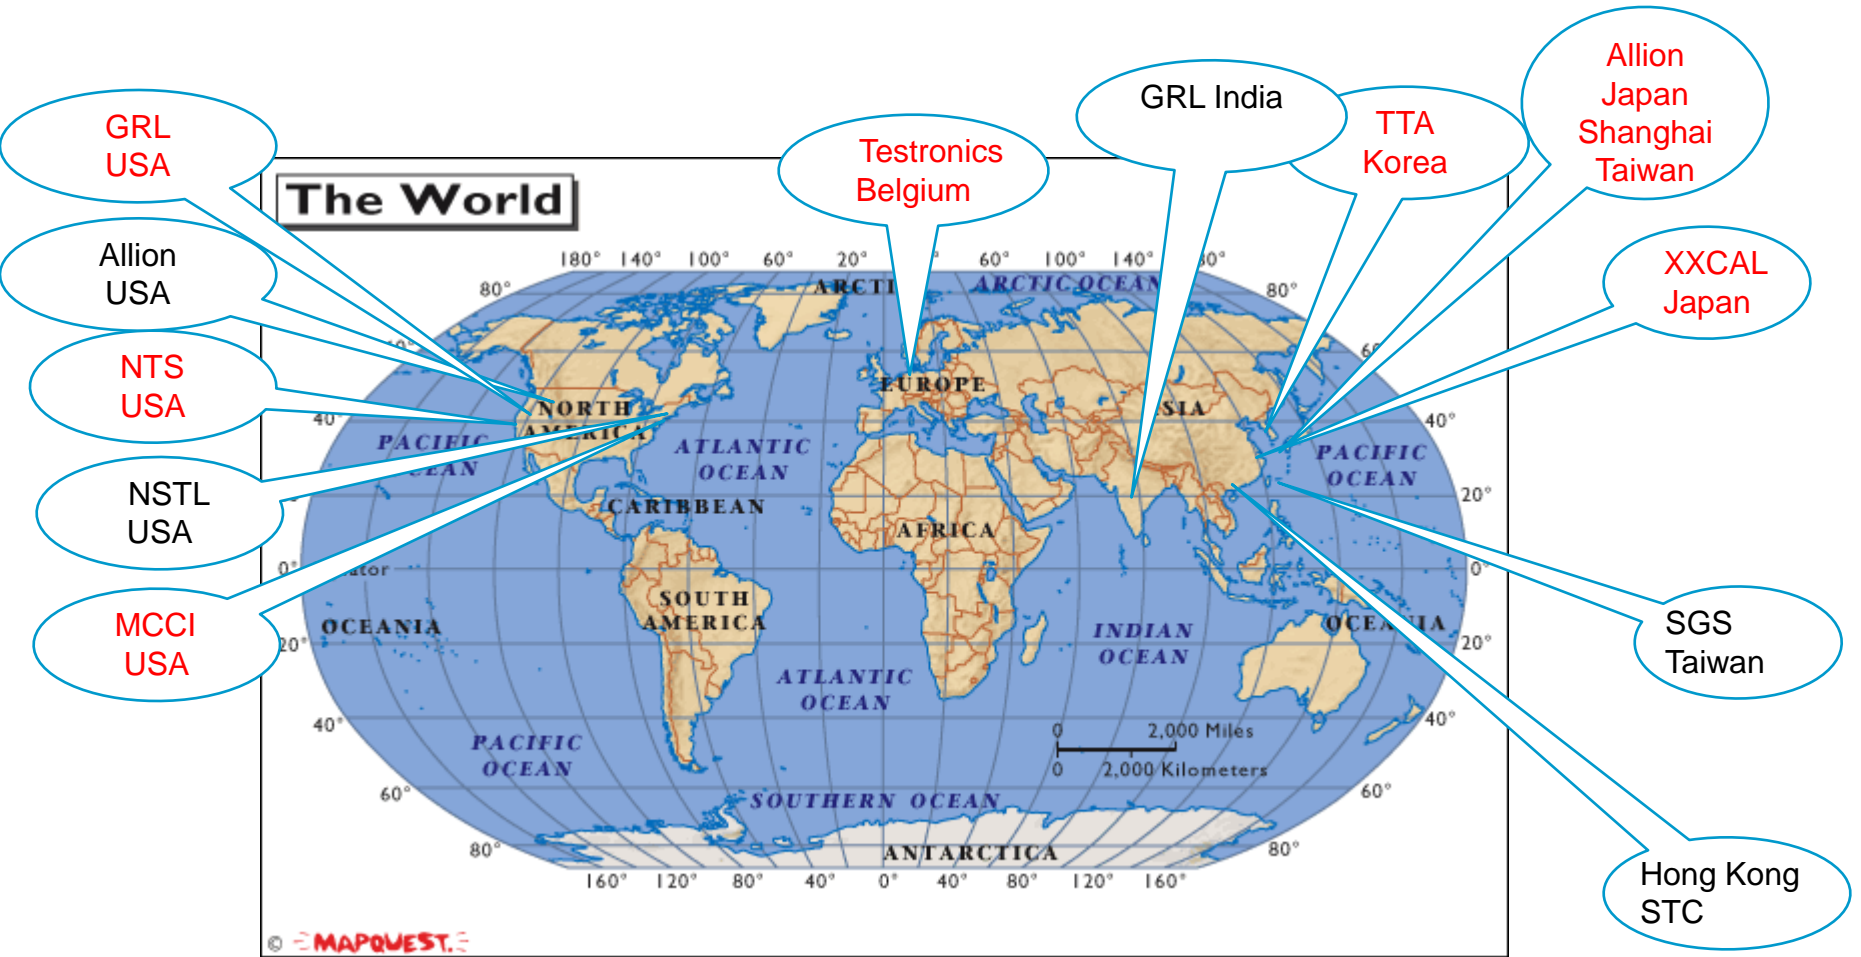 Allion
Japan
Shanghai
Taiwan
GRL India
TTA
Korea
GRL
USA
Testronics
Belgium
The World
Allion
USA
XXCAL
Japan
180° 140° 100° 60° 20° 60° 100° 140°
80° 80°
ARCTIC OCEAN
NTS
USA
EUROPE
NORTH
AMERICA
40° 40°
PACIFIC
ATLANTIC
OCEAN
PACIFIC
OCEAN
NSTL
USA
CARIBBEAN
20°
AFRICA
0° 0°
MCCI
USA
SOUTH
AMERICA
OCEANIA
INDIAN
OCEAN
OCEANIA
20° 20°
SGS
Taiwan
ATLANTIC
OCEAN
40° 40°
0 2,000 Miles
0 2,000 Kilometers
PACIFIC
OCEAN
60° 60°
SOUTHERN OCEAN
80° 80°
ANTARCTICA
160° 120° 80° 40° 0° 40° 80° 120° 160°
Hong Kong
STC
© MAPQUEST.